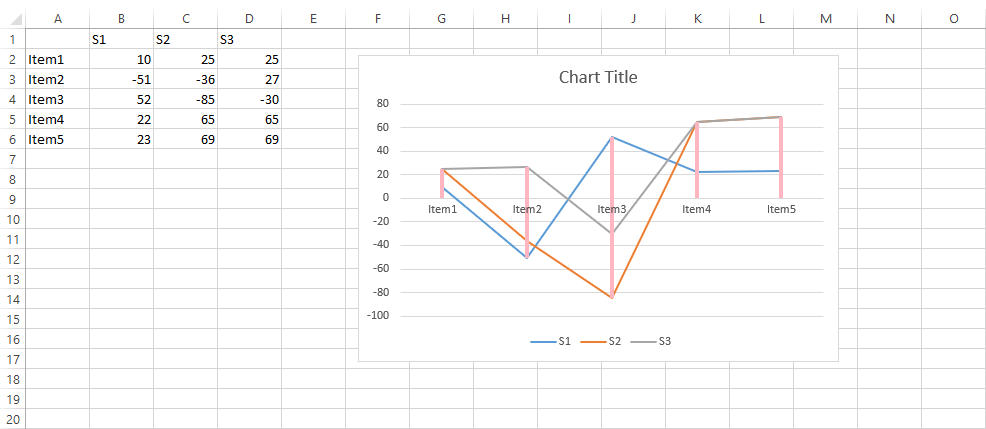 A B C D E F G H I J K L M N O
1 S1 S2 S3
2 Item1 10 25 25
3 Item2 -51 -36 27
4 Item3 52 -85 -30
5 Item4 22 65 65
6 Item5 23 69 69
7
8
9
10
11
12
13
14
15
16
17
18
19
20
Chart Title
80
60
40
20
0
Item1 Item2 Item3 Item4 Item5
-20
-40
-60
-80
-100
S1 S2 S3